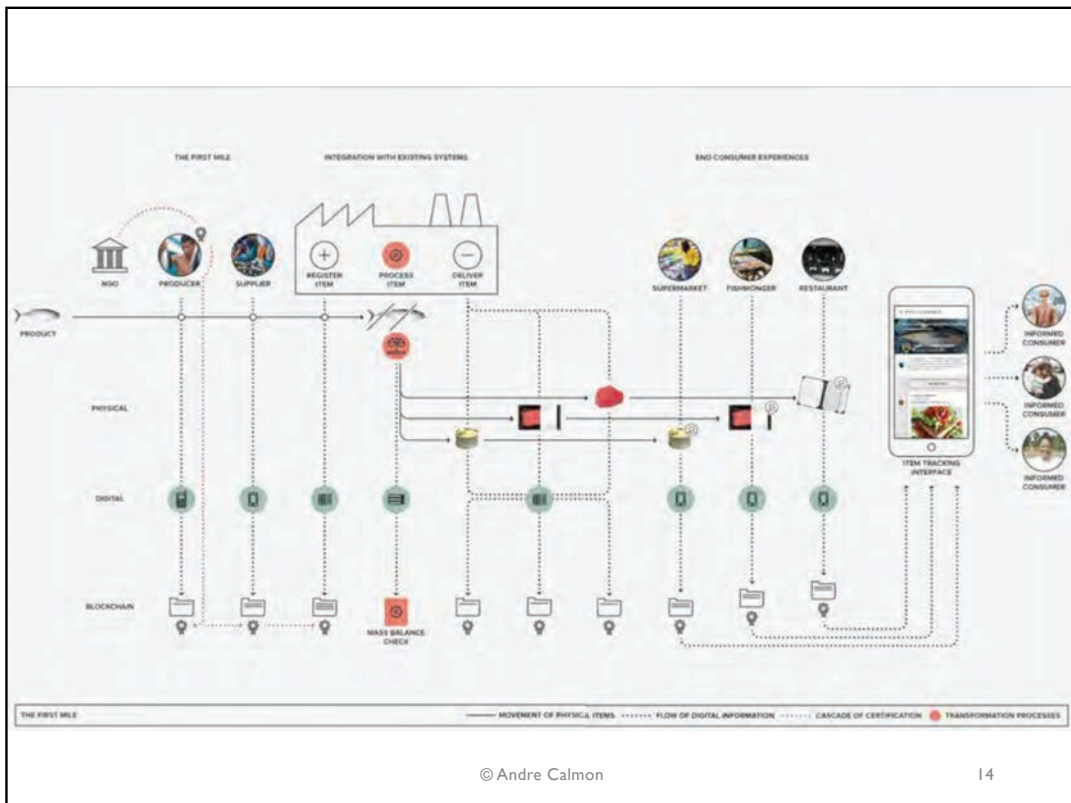 THE FIRST MILE
INTEGRATION WITH EXISTING SYSTEMS
END CONSUMER EXPERIENCES
NGO
PRODUCER
SUPPLIER
REGISTER
ITEM
PROCESS
ITEM
DELIVER
ITEM
SUPERMARKET
FISHMONGER
RESTAURANT
PRODUCT
INFORMED
CONSUMER
INFORMED
CONSUMER
INFORMED
CONSUMER
PHYSICAL
ITEM TRACKING
INTERFACE
DIGITAL
BLOCKCHAIN
MASS BALANCE
CHECK
THE FIRST MILE
MOVEMENT OF PHYSICAL ITEMS
FLOW OF DIGITAL INFORMATION
CASCADE OF CERTIFICATION
TRANSFORMATION PROCESSES
© Andre Calmon
14